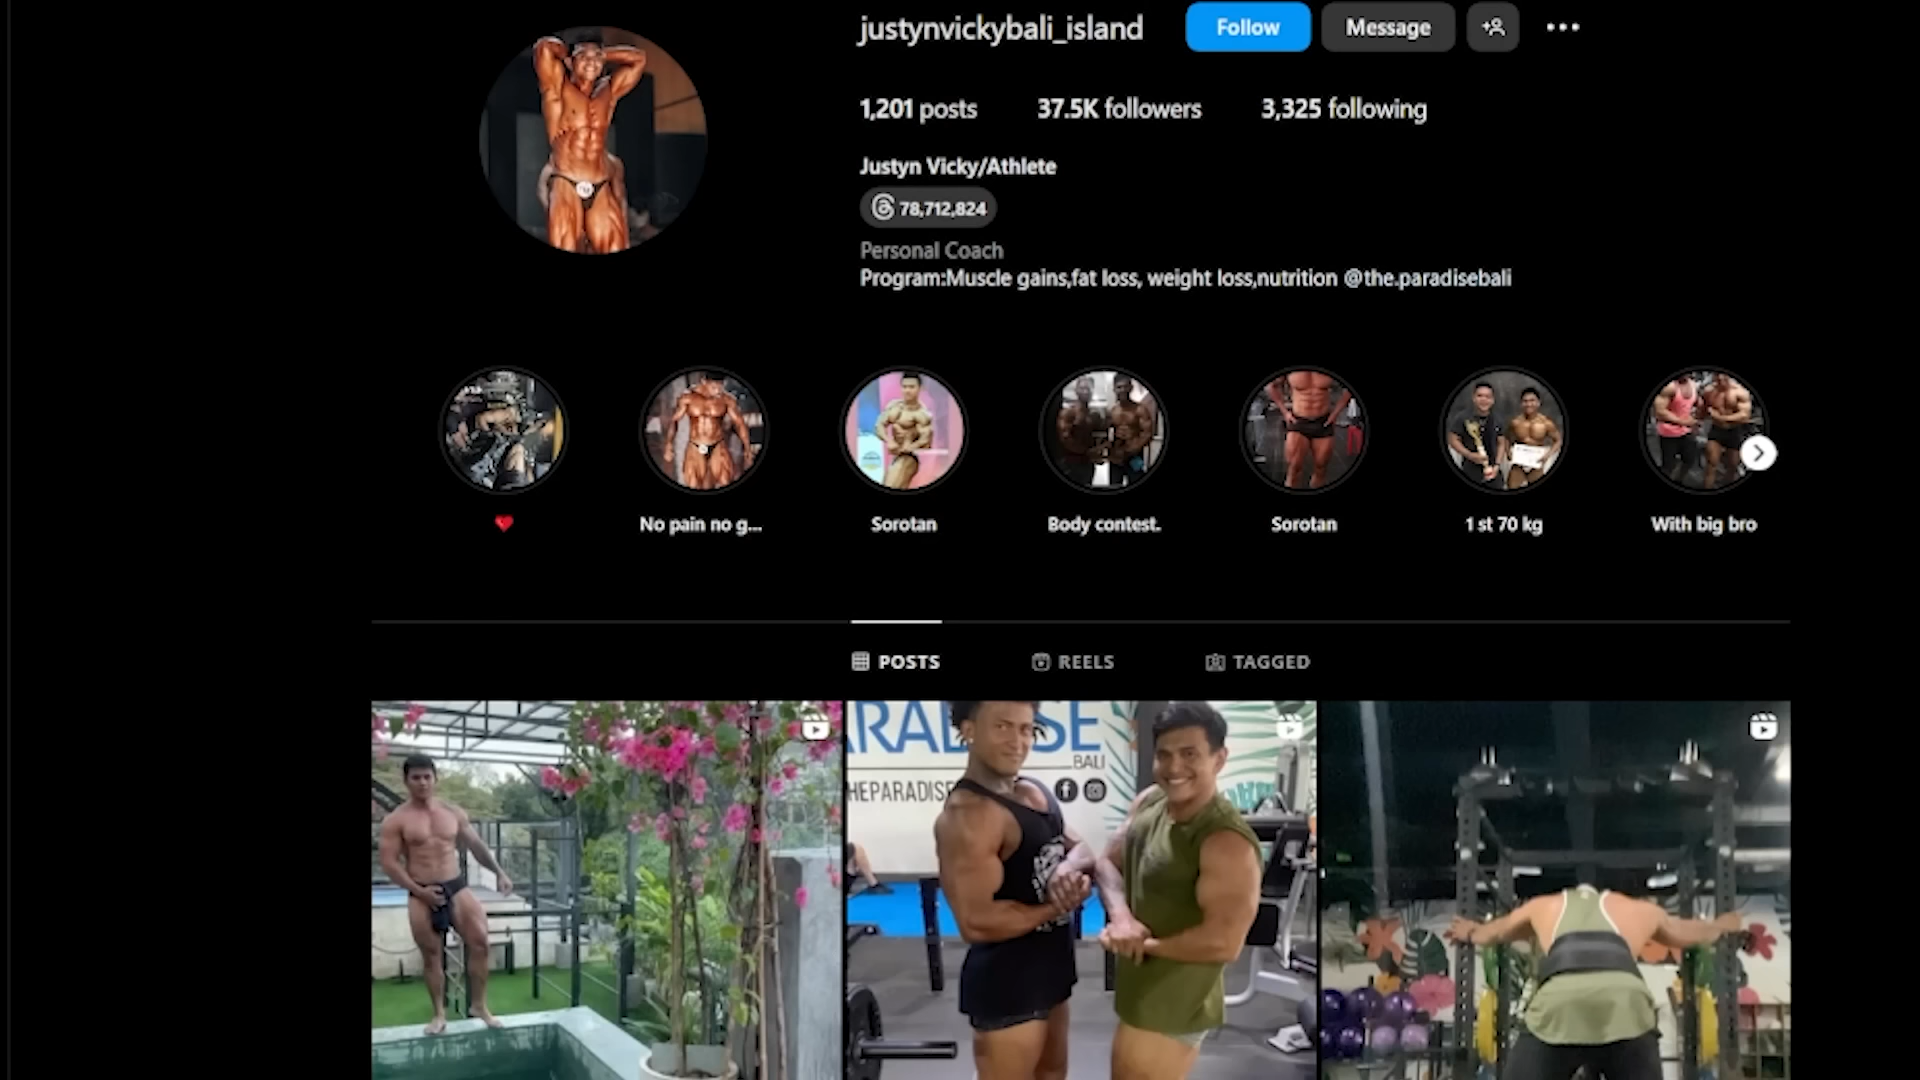 justynvickybali_island
Follow
Message
1,201 posts
37.5K followers
3,325 following
Justyn Vicky/Athlete
78,712,824
Personal Coach
Program:Muscle gains,fat loss, weight loss,nutrition @the.paradisebali
No pain no g...
Sorotan
Body contest.
Sorotan
1 st 70 kg
With big bro
POSTS
REELS
TAGGED
ARADISE
BALI
HEPARADISE